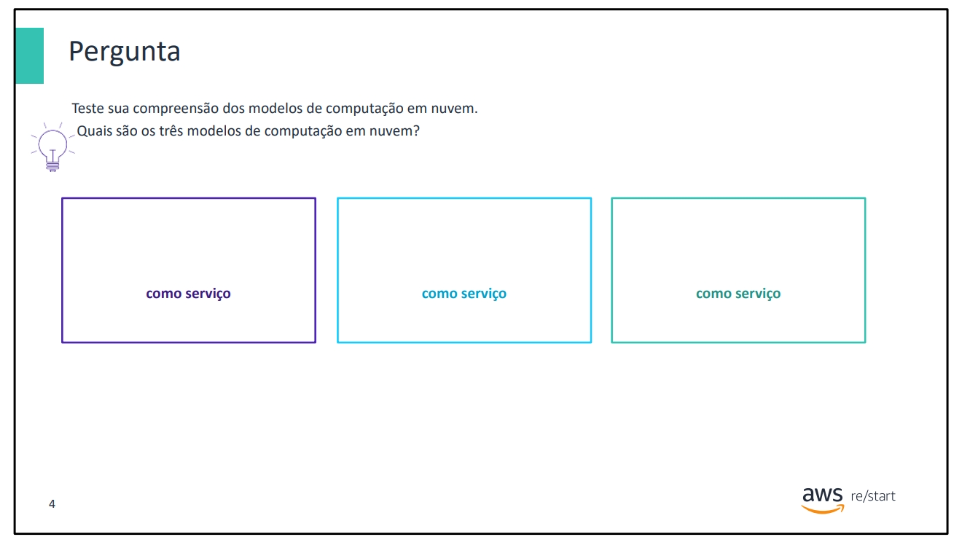 Pergunta
Teste sua compreensão dos modelos de computação em nuvem.
Quais são os três modelos de computação em nuvem?
como serviço
como serviço
como serviço
4
aws re/start